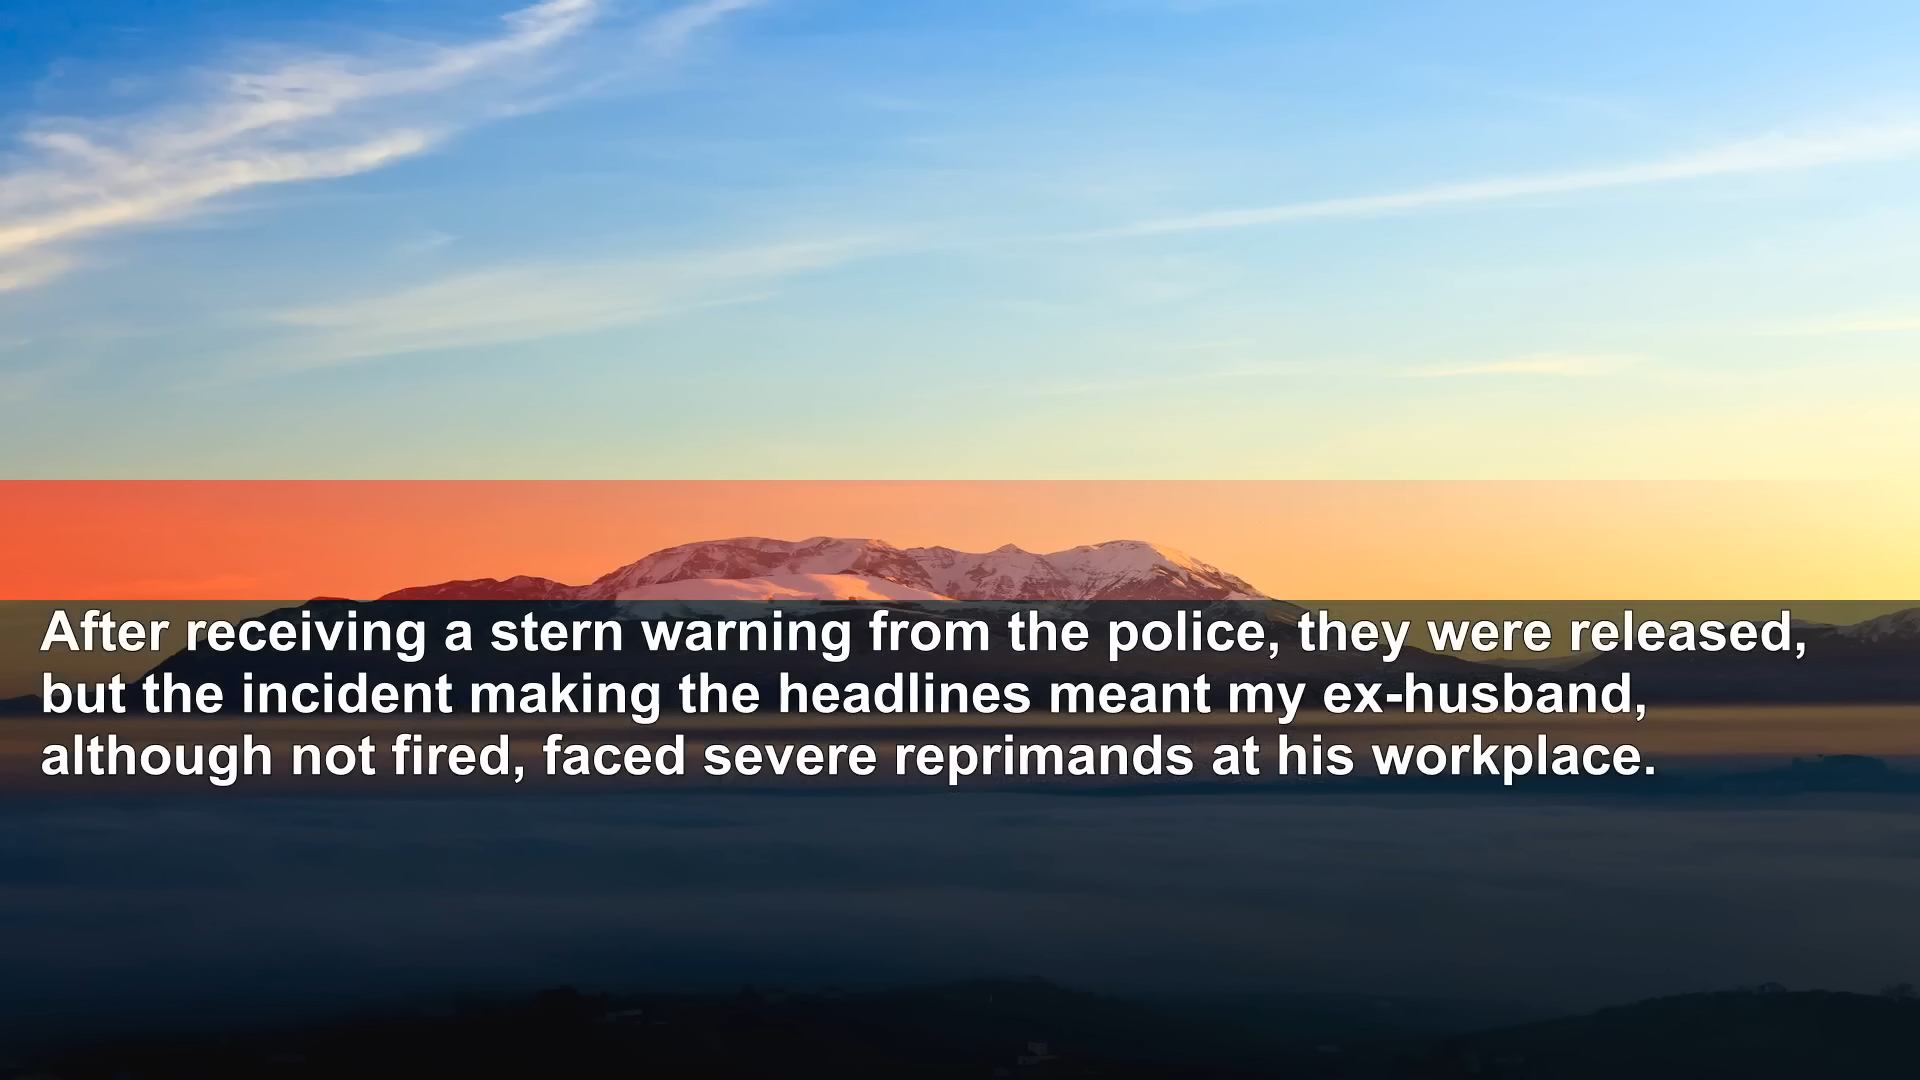 After receiving a stern warning from the police, they were released,
but the incident making the headlines meant my ex-husband,
although not fired, faced severe reprimands at his workplace.